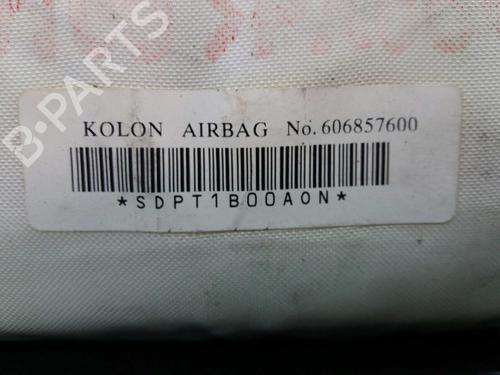 B-PARTS
KOLON AIRBAG No.606857600
*SDPT1B00A0N*